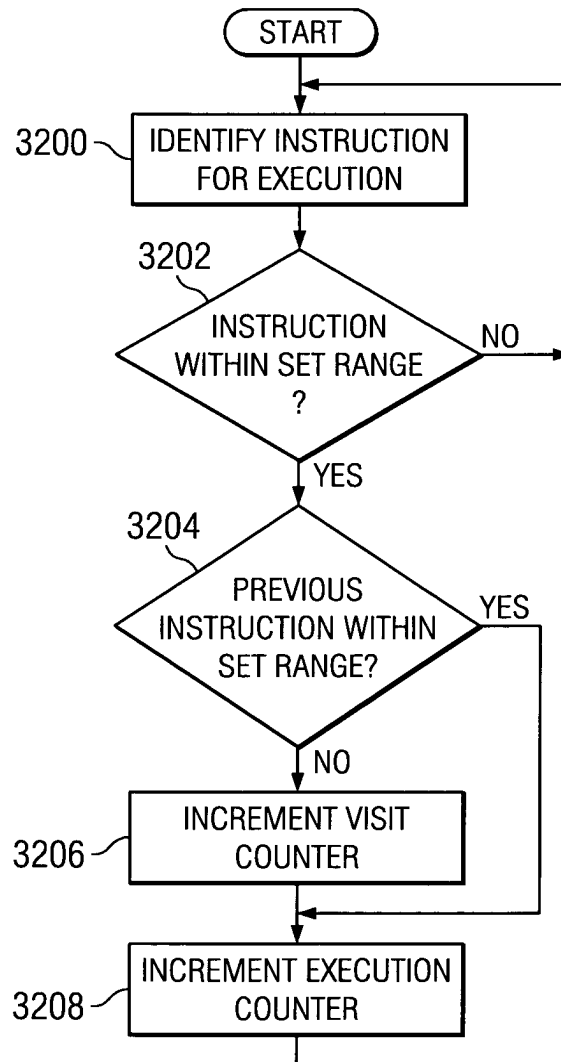 START
3200
IDENTIFY INSTRUCTION
FOR EXECUTION
3202
INSTRUCTION
WITHIN SET RANGE
?
NO
YES
3204
PREVIOUS
INSTRUCTION WITHIN
SET RANGE?
YES
NO
3206
INCREMENT VISIT
COUNTER
3208
INCREMENT EXECUTION
COUNTER